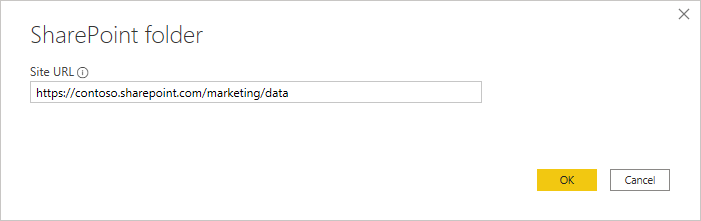 SharePoint folder
Site URL
https://contoso.sharepoint.com/marketing/data
OK Cancel